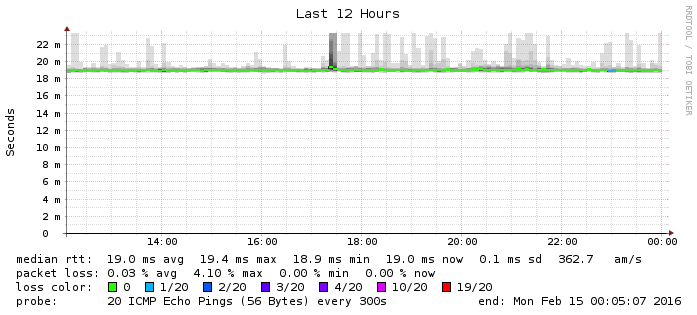 Last 12 Hours
RRDTOOL / TOBI OETIKER
Seconds
22 m
20 m
18 m
16 m
14 m
12 m
10 m
8 m
6 m
4 m
2 m
0
14:00 16:00 18:00 20:00 22:00 00:00
median rtt: 19.0 ms avg 19.4 ms max 18.9 ms min 19.0 ms now 0.1 ms sd 362.7 am/s
packet loss: 0.03 % avg 4.10 % max 0.00 % min 0.00 % now
loss color: 0 1/20 2/20 3/20 4/20 10/20 19/20
probe: 20 ICMP Echo Pings (56 Bytes) every 300s end: Mon Feb 15 00:05:07 2016